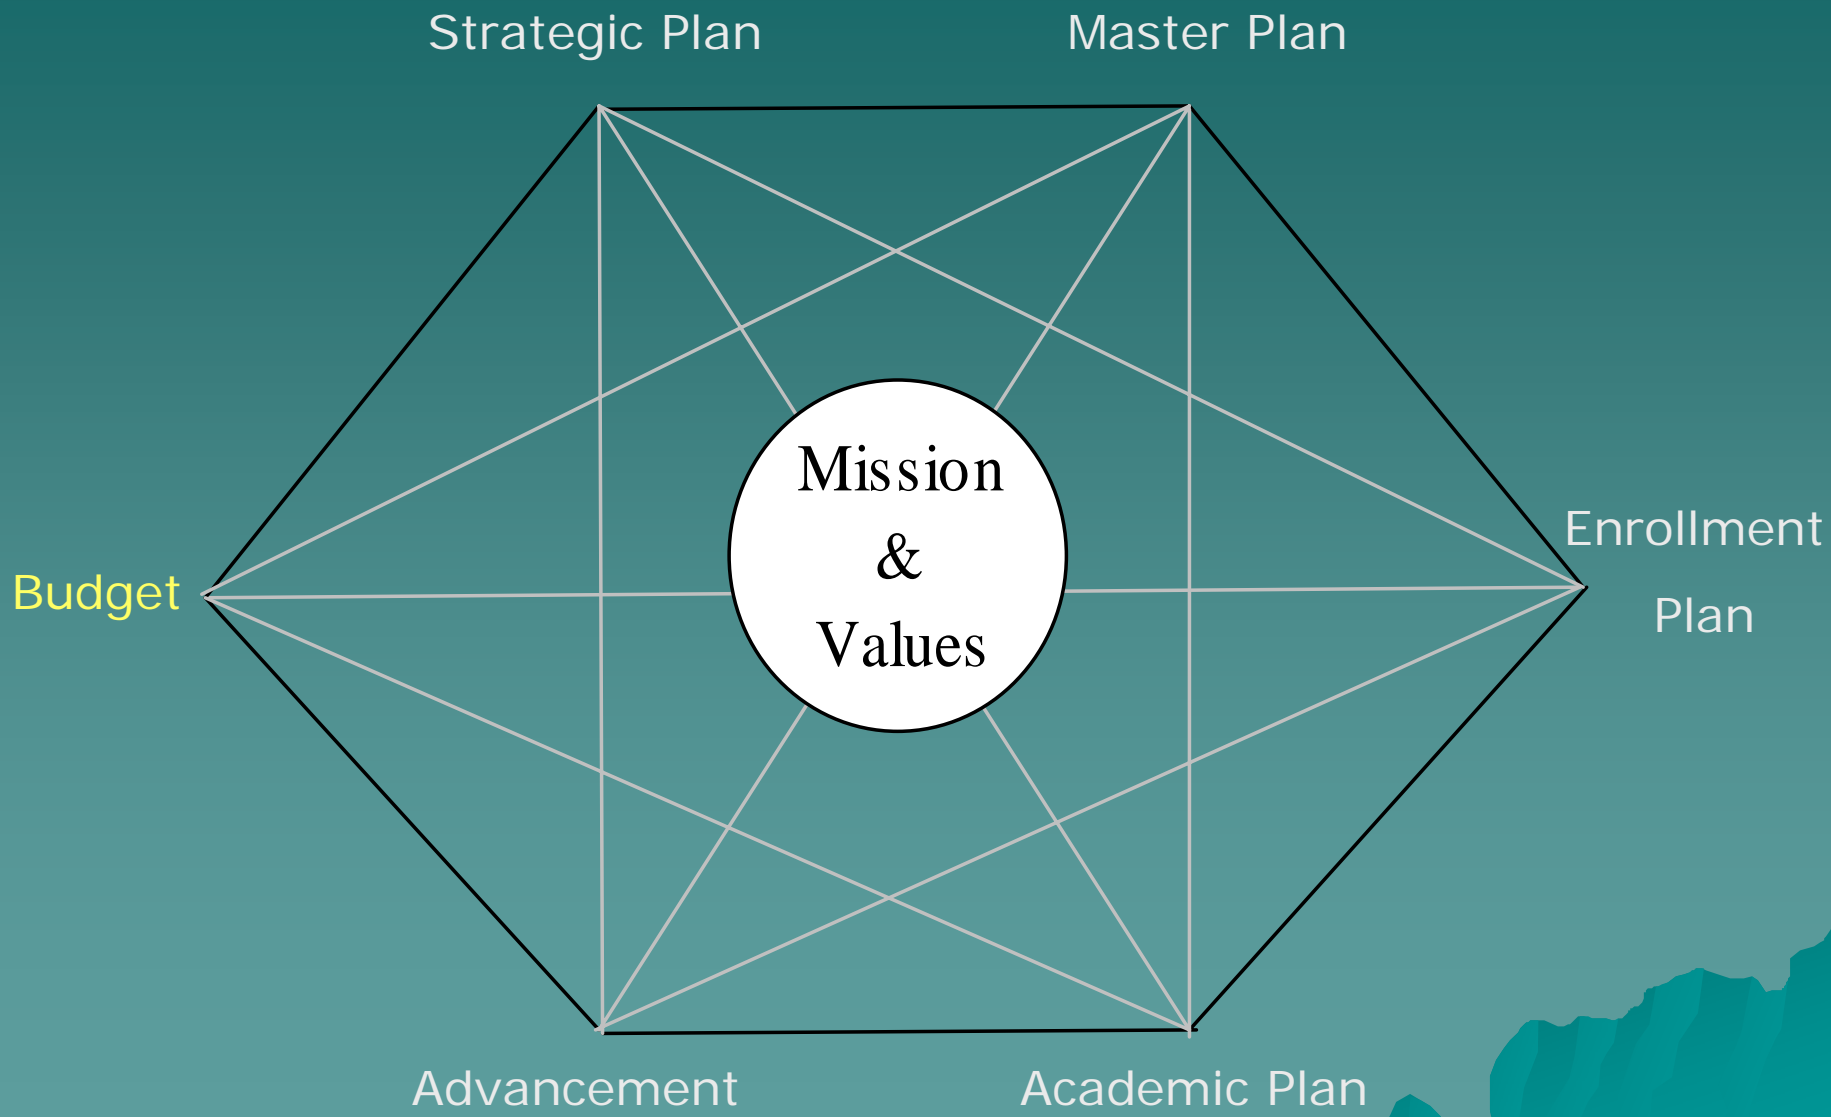 Strategic Plan
Master Plan
Mission
&
Values
Enrollment
Plan
Budget
Advancement
Academic Plan